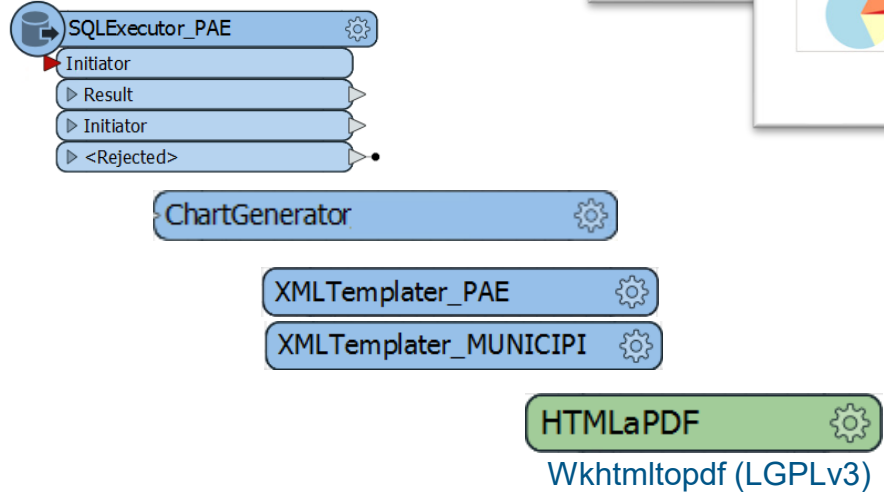 SQLExecutor_PAE
Initiator
Result
Initiator
<Rejected>
ChartGenerator
XMLTemplater_PAE
XMLTemplater_MUNICIPI
HTMLaPDF
Wkhtmltopdf (LGPLv3)